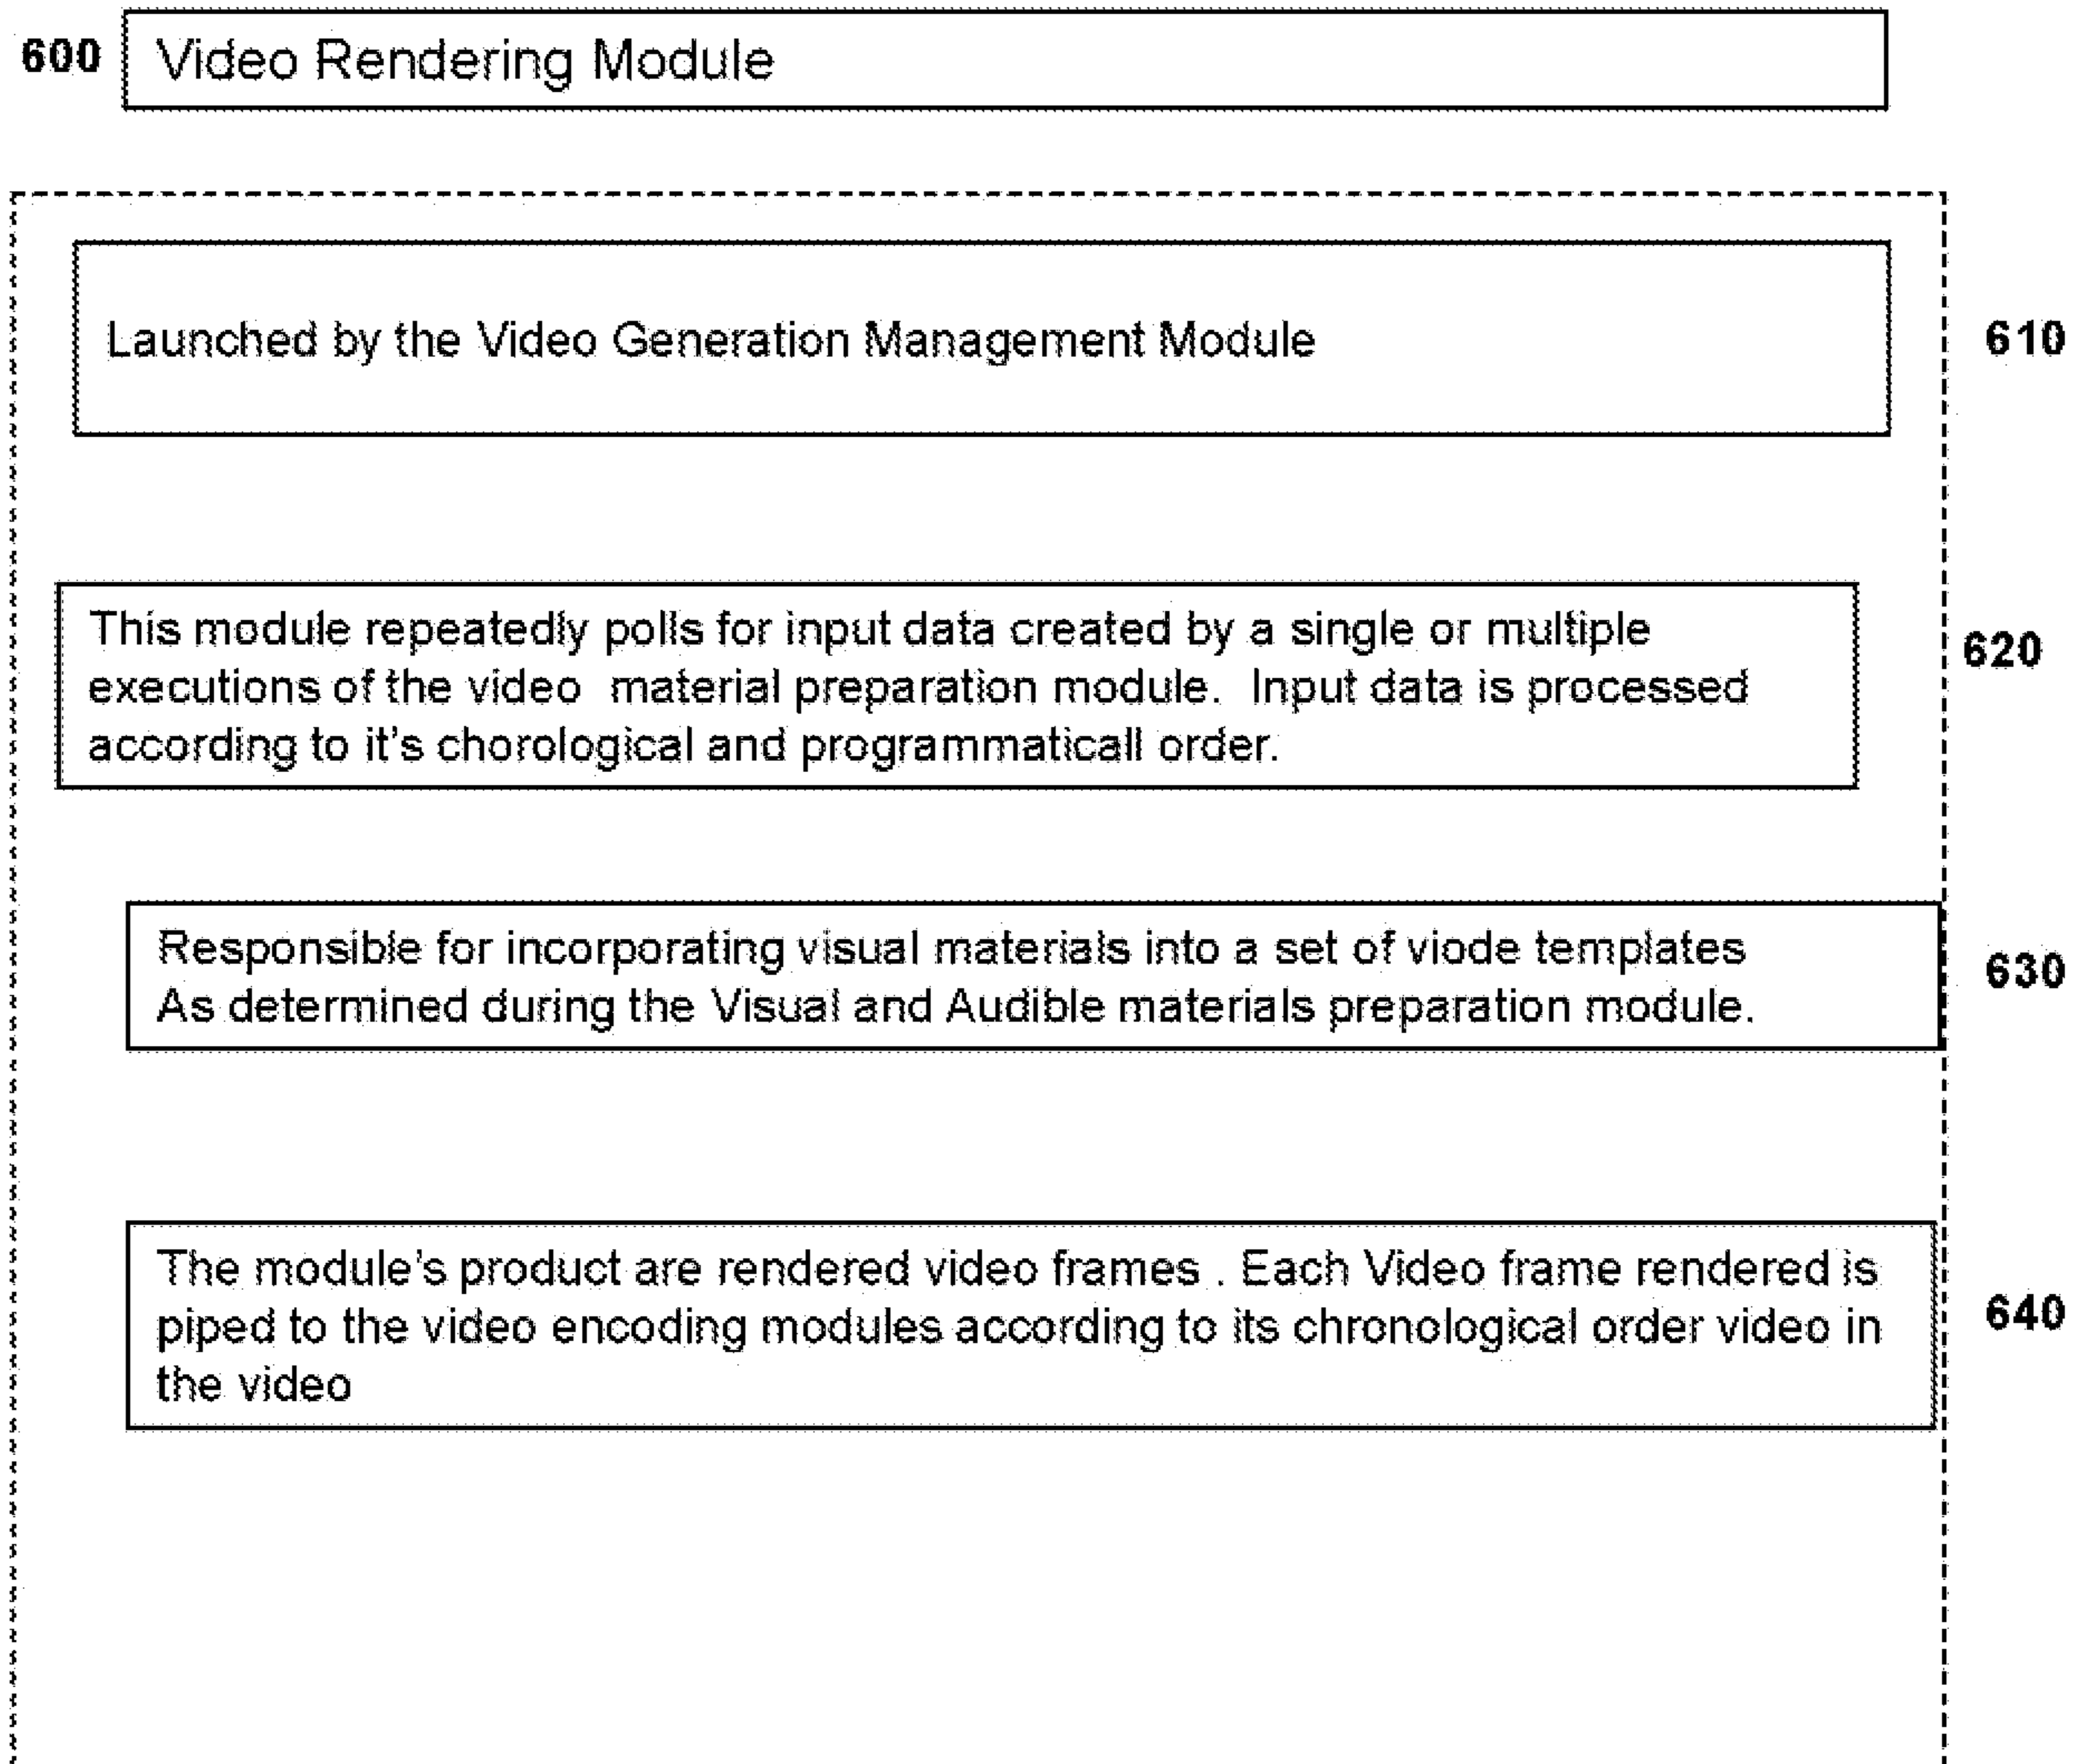 600 Video Rendering Module
Launched by the Video Generation Management Module
610
This module repeatedly polls for input data created by a single or multiple
executions of the video  material preparation module.  Input data is processed
according to it's chorological and programmaticall order.
620
Responsible for incorporating visual materials into a set of viode templates
As determined during the Visual and Audible materials preparation module.
630
The module's product are rendered video frames . Each Video frame rendered is
piped to the video encoding modules according to its chronological order video in
the video
640